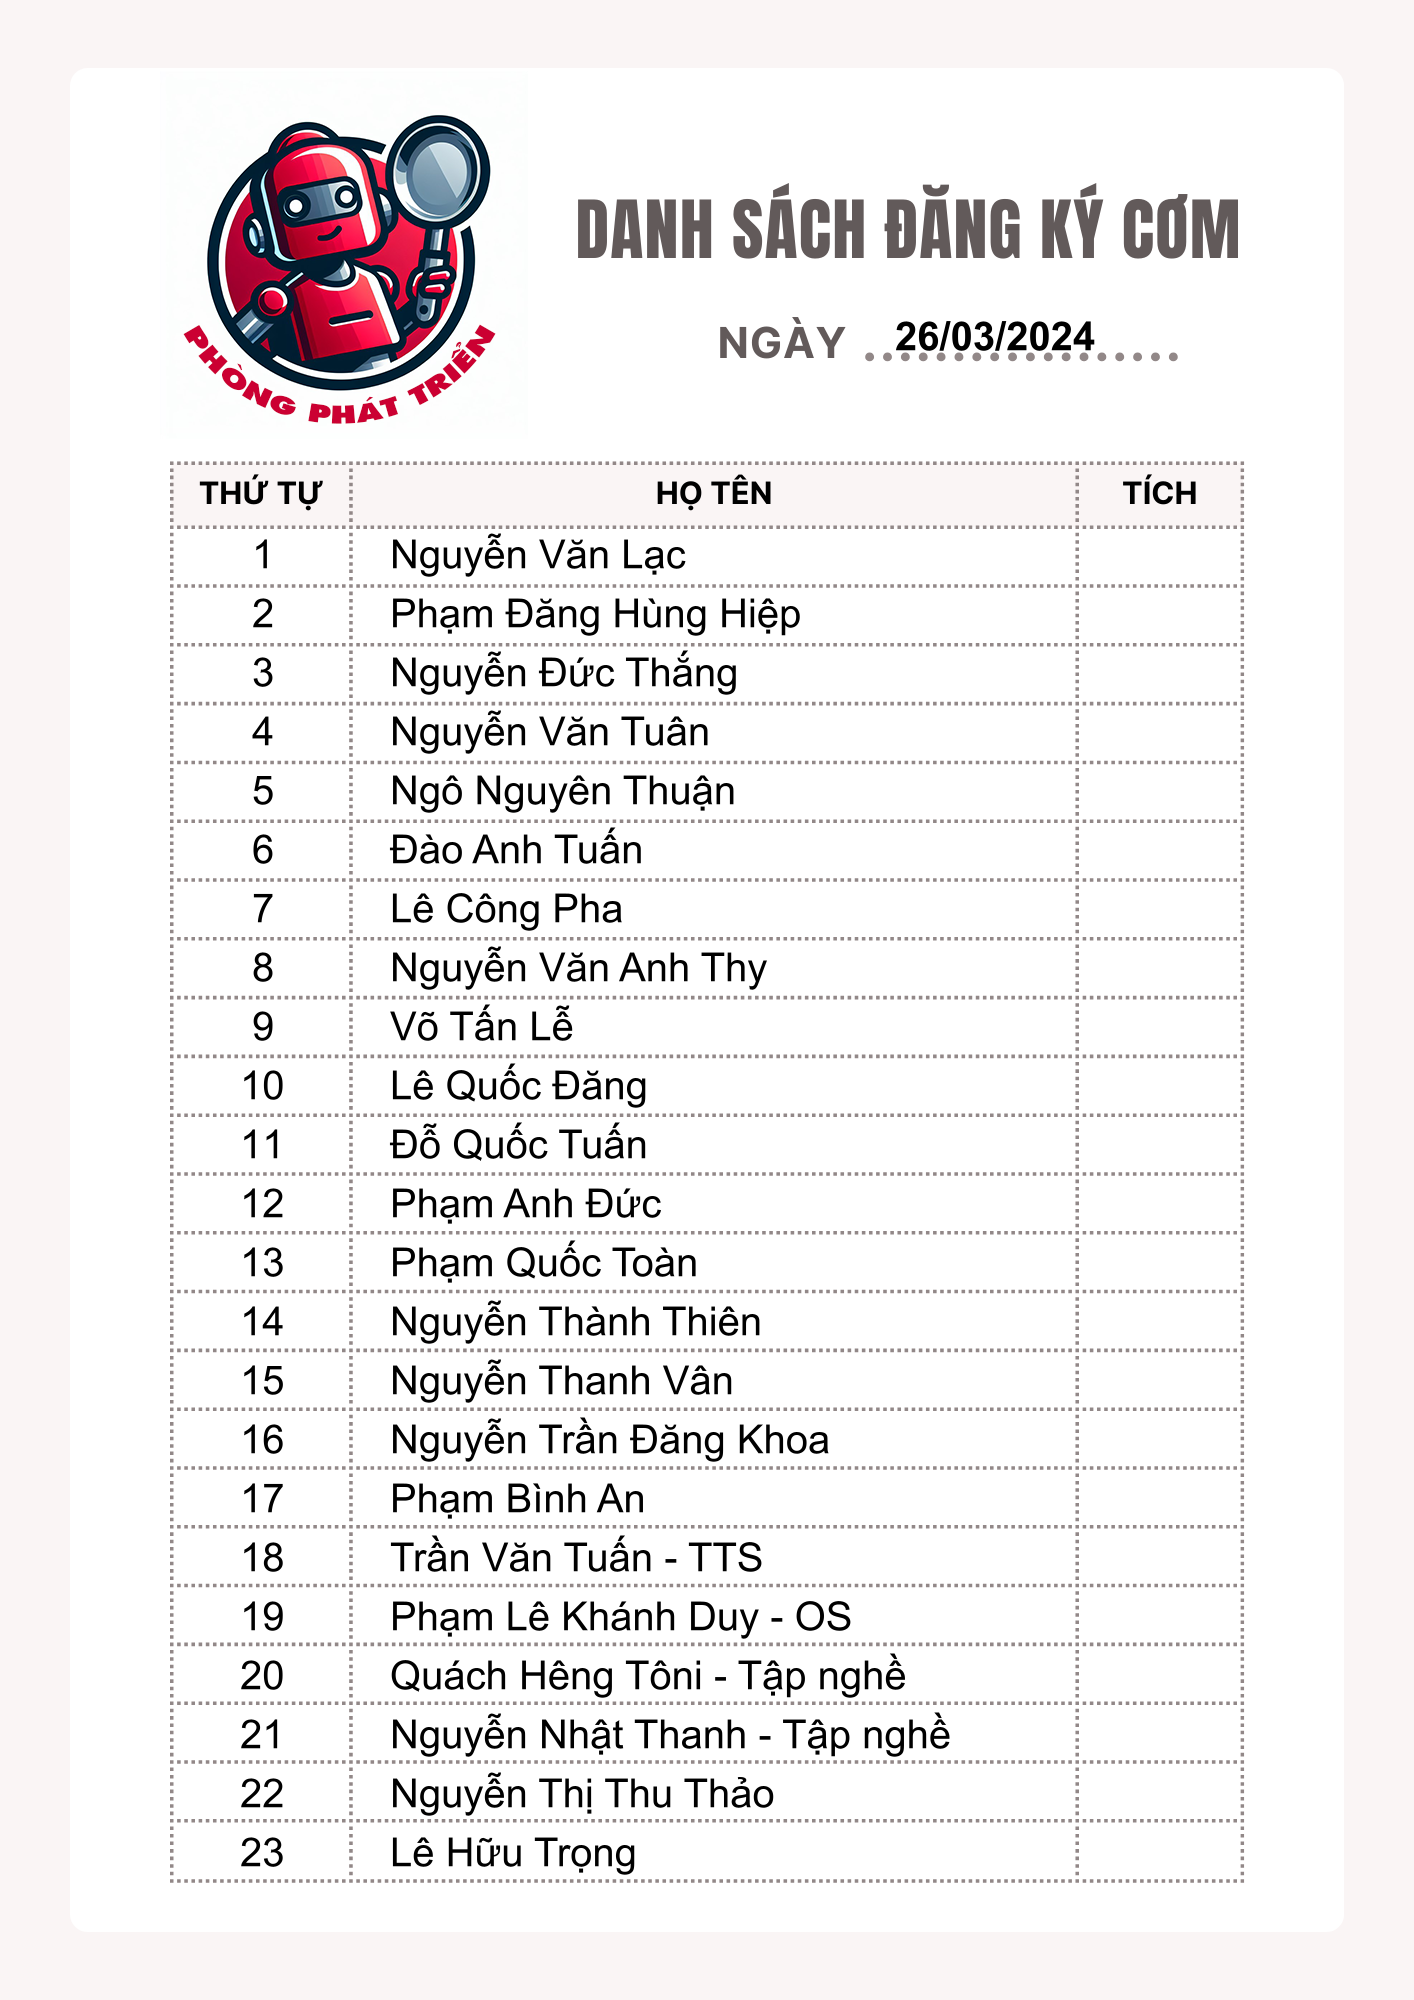 PHÒNG PHÁT TRIỂN
DANH SÁCH ĐĂNG KÝ CƠM
NGÀY 26/03/2024
THỨ TỰ HỌ TÊN TÍCH
1 Nguyễn Văn Lạc
2 Phạm Đăng Hùng Hiệp
3 Nguyễn Đức Thắng
4 Nguyễn Văn Tuân
5 Ngô Nguyên Thuận
6 Đào Anh Tuấn
7 Lê Công Pha
8 Nguyễn Văn Anh Thy
9 Võ Tấn Lễ
10 Lê Quốc Đăng
11 Đỗ Quốc Tuấn
12 Phạm Anh Đức
13 Phạm Quốc Toàn
14 Nguyễn Thành Thiên
15 Nguyễn Thanh Vân
16 Nguyễn Trần Đăng Khoa
17 Phạm Bình An
18 Trần Văn Tuấn - TTS
19 Phạm Lê Khánh Duy - OS
20 Quách Hêng Tôni - Tập nghề
21 Nguyễn Nhật Thanh - Tập nghề
22 Nguyễn Thị Thu Thảo
23 Lê Hữu Trọng